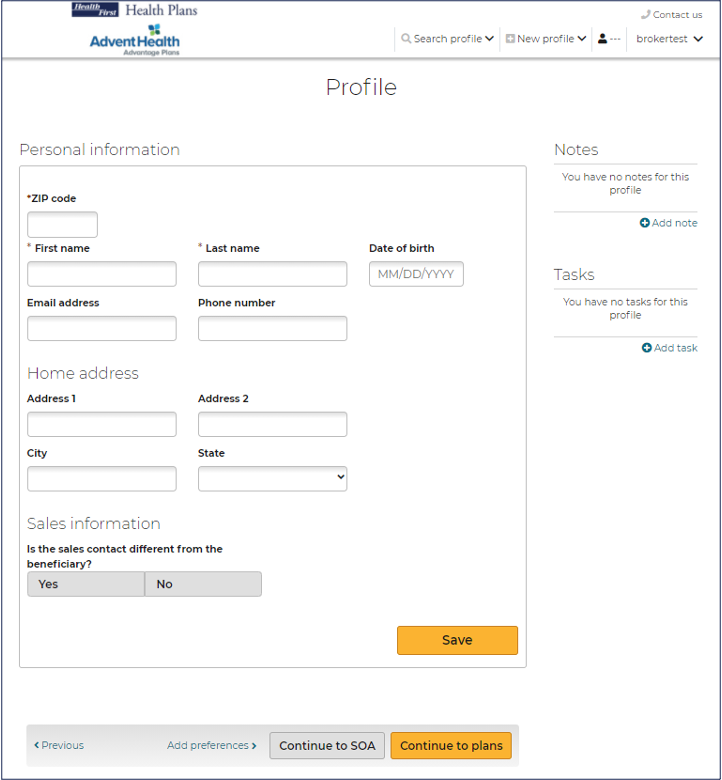 Health First Health Plans
Contact us
AdventHealth
Advantage Plans
Search profile
New profile
---
brokertest
Profile
Personal information
*ZIP code
* First name
* Last name
Date of birth
MM/DD/YYYY
Email address
Phone number
Home address
Address 1
Address 2
City
State
Sales information
Is the sales contact different from the
beneficiary?
Yes
No
Save
Notes
You have no notes for this
profile
Add note
Tasks
You have no tasks for this
profile
Add task
Previous
Add preferences
Continue to SOA
Continue to plans